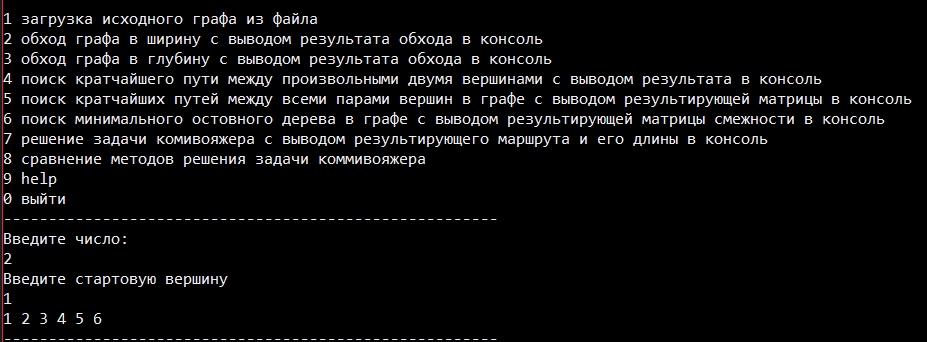 1 загрузка исходного графа из файла
2 обход графа в ширину с выводом результата обхода в консоль
3 обход графа в глубину с выводом результата обхода в консоль
4 поиск кратчайшего пути между произвольными двумя вершинами с выводом результата в консоль
5 поиск кратчайших путей между всеми парами вершин в графе с выводом результирующей матрицы в консоль
6 поиск минимального остовного дерева в графе с выводом результирующей матрицы смежности в консоль
7 решение задачи комивояжера с выводом результирующего маршрута и его длины в консоль
8 сравнение методов решения задачи коммивояжера
9 help
0 выйти
-------------------------------------------------------
Введите число:
2
Введите стартовую вершину
1
1 2 3 4 5 6
-------------------------------------------------------